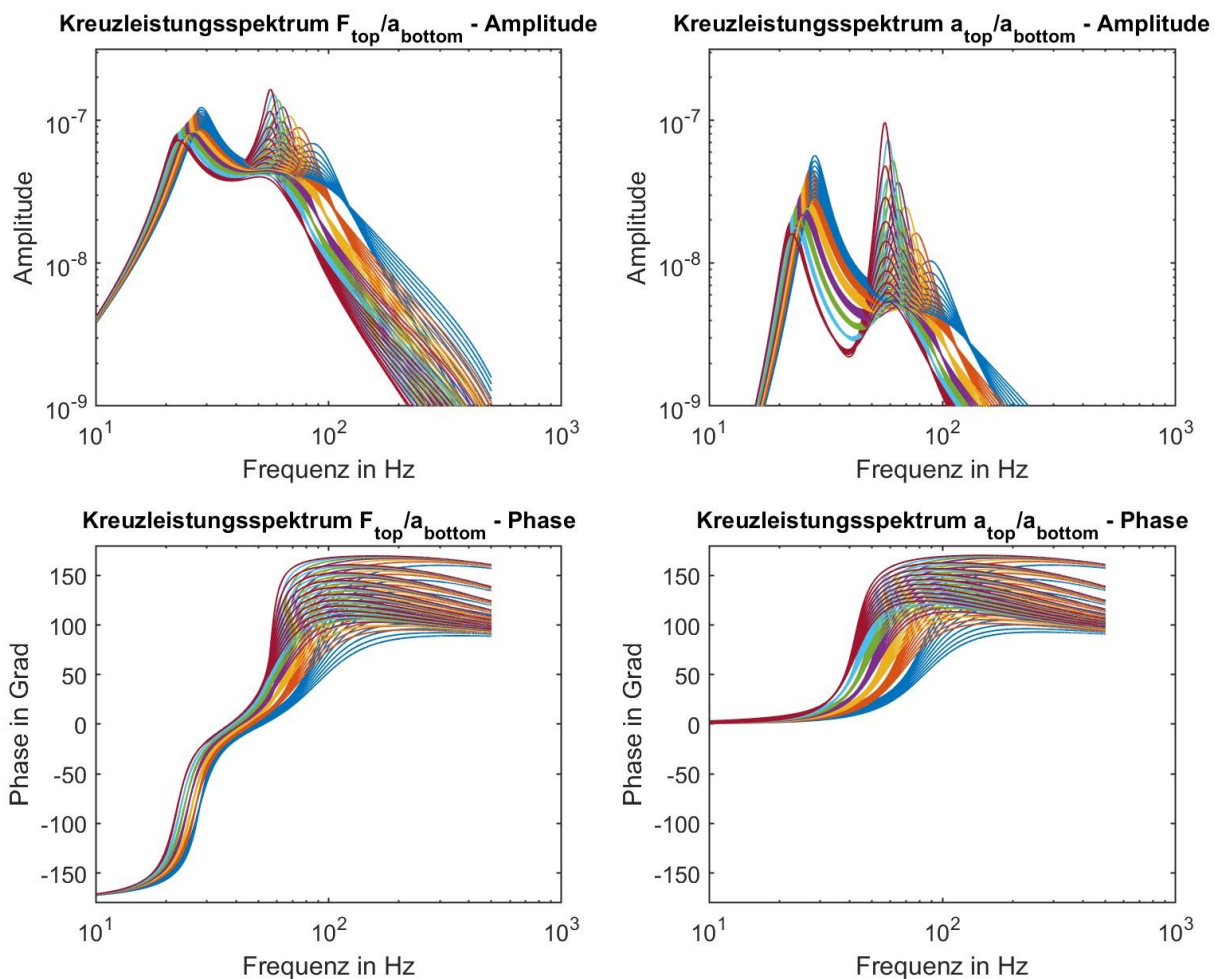 Kreuzleistungsspektrum F_top/a_bottom - Amplitude
10^-7
10^-8
10^-9
Amplitude
10^1 10^2 10^3
Frequenz in Hz
Kreuzleistungsspektrum a_top/a_bottom - Amplitude
10^-7
10^-8
10^-9
Amplitude
10^1 10^2 10^3
Frequenz in Hz
Kreuzleistungsspektrum F_top/a_bottom - Phase
150
100
50
0
-50
-100
-150
Phase in Grad
10^1 10^2 10^3
Frequenz in Hz
Kreuzleistungsspektrum a_top/a_bottom - Phase
150
100
50
0
-50
-100
-150
Phase in Grad
10^1 10^2 10^3
Frequenz in Hz